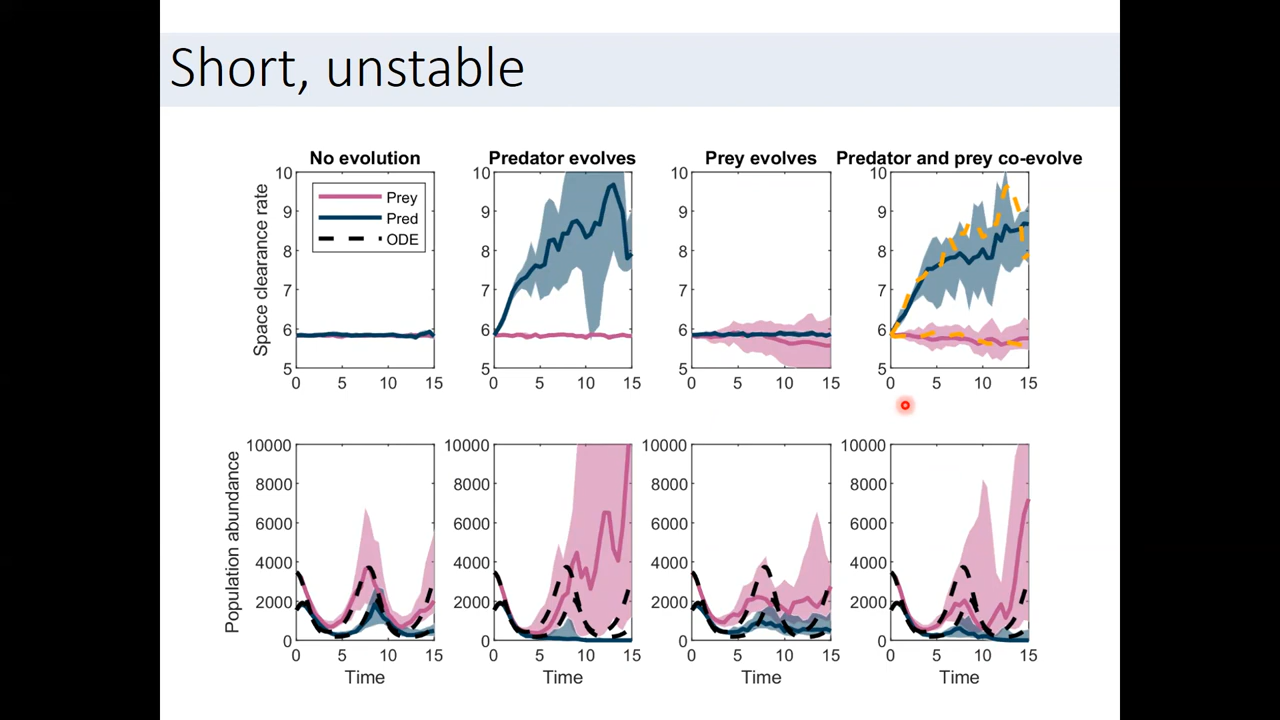 Short, unstable
No evolution
Predator evolves
Prey evolves
Predator and prey co-evolve
Space clearance rate
10
9
8
7
6
5
0 5 10 15
Prey
Pred
ODE
10
9
8
7
6
5
0 5 10 15
10
9
8
7
6
5
0 5 10 15
10
9
8
7
6
5
0 5 10 15
Population abundance
10000
8000
6000
4000
2000
0
0 5 10 15
Time
10000
8000
6000
4000
2000
0
0 5 10 15
Time
10000
8000
6000
4000
2000
0
0 5 10 15
Time
10000
8000
6000
4000
2000
0
0 5 10 15
Time